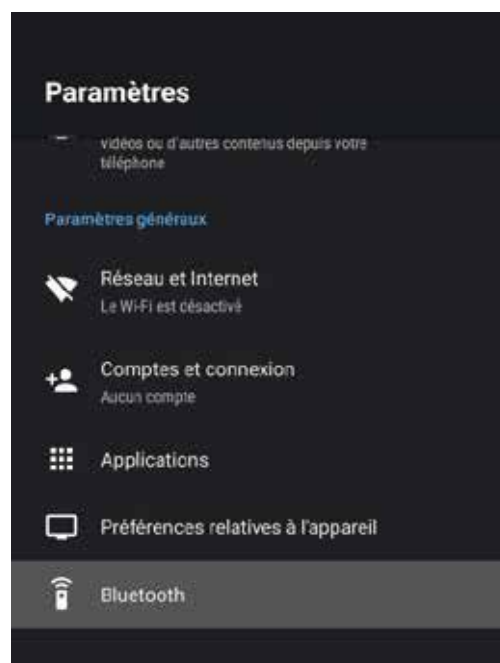 Paramètres
vidéos ou d'autres contenus depuis votre
téléphone
Paramètres généraux
Réseau et Internet
Le Wi-Fi est désactivé
Comptes et connexion
Aucun compte
Applications
Préférences relatives à l'appareil
Bluetooth